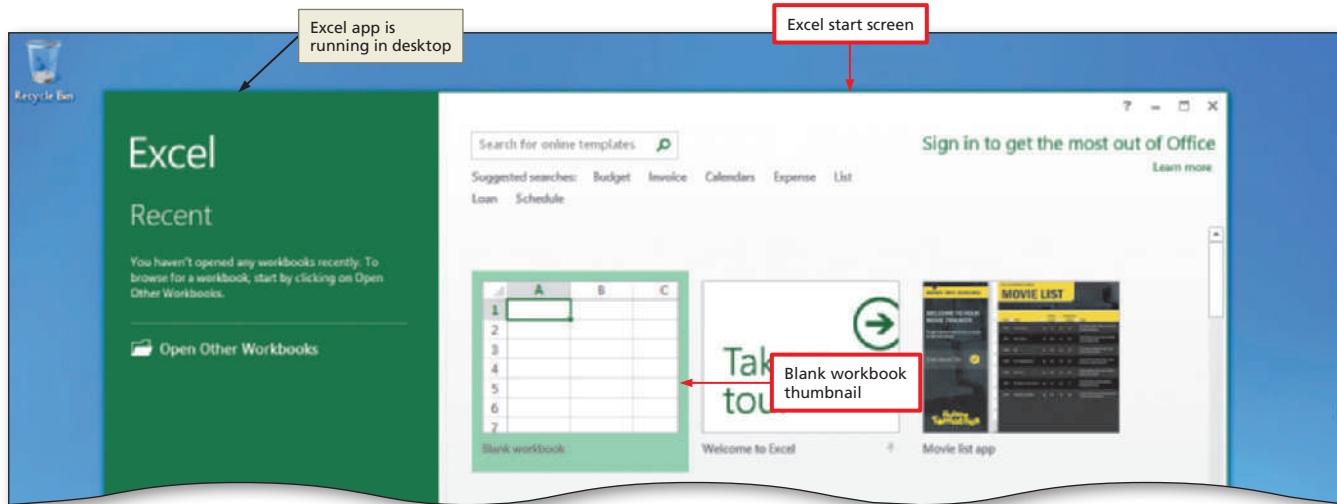 Excel app is
running in desktop
Excel start screen
Recycle Bin
Excel
Recent
You haven't opened any workbooks recently. To
browse for a workbook, start by clicking on Open
Other Workbooks.
Open Other Workbooks
? – □ ×
Search for online templates
Suggested searches: Budget Invoice Calendars Expense List
Loan Schedule
Sign in to get the most out of Office
Learn more
A B C
1
2
3
4
5
6
7
Blank workbook
Take
Welcome to Excel
Blank workbook
thumbnail
MOVIE LIST
Movie list app